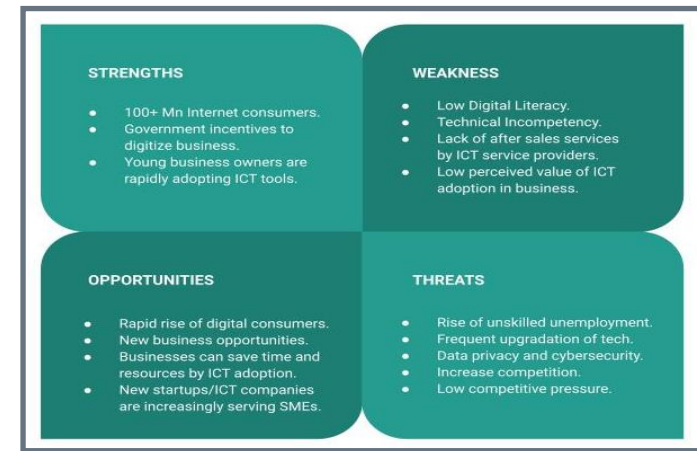 STRENGTHS
● 100+ Mn Internet consumers.
● Government incentives to
digitize business.
● Young business owners are
rapidly adopting ICT tools.
WEAKNESS
● Low Digital Literacy.
● Technical Incompetency.
● Lack of after sales services
by ICT service providers.
● Low perceived value of ICT
adoption in business.
OPPORTUNITIES
● Rapid rise of digital consumers.
● New business opportunities.
● Businesses can save time and
resources by ICT adoption.
● New startups/ICT companies
are increasingly serving SMEs.
THREATS
● Rise of unskilled unemployment.
● Frequent upgradation of tech.
● Data privacy and cybersecurity.
● Increase competition.
● Low competitive pressure.